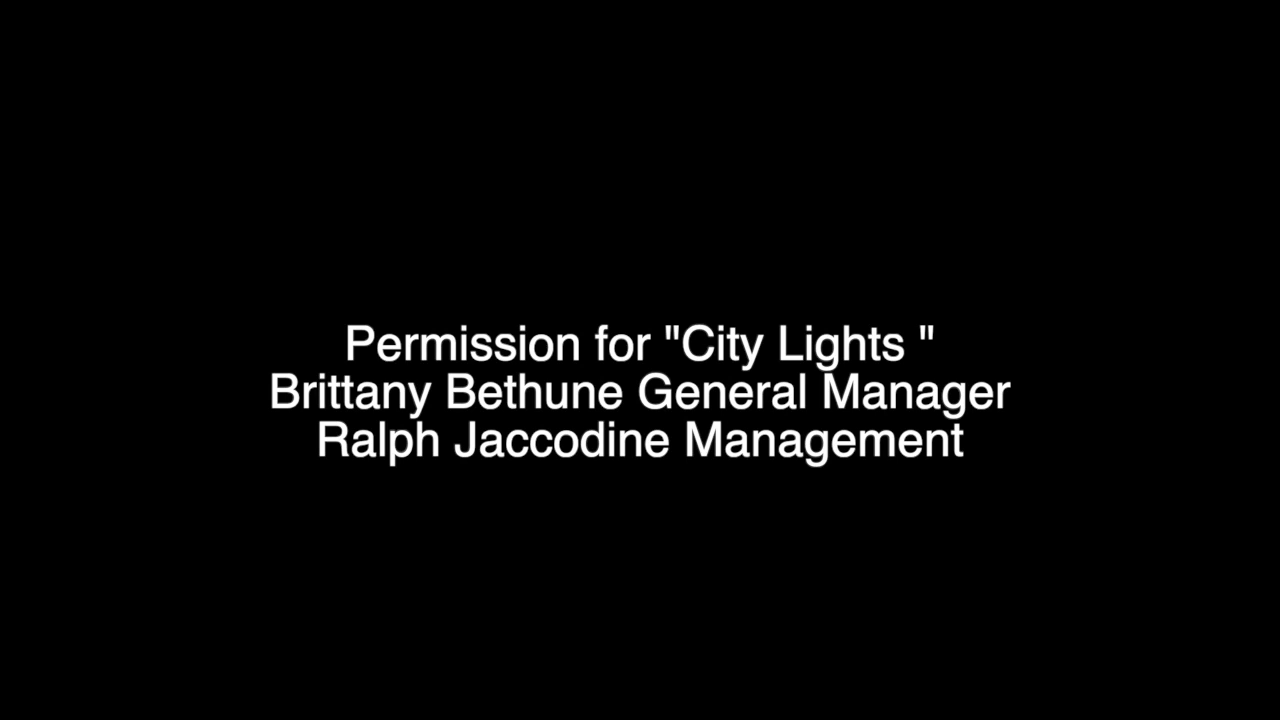 Permission for "City Lights "
Brittany Bethune General Manager
Ralph Jaccodine Management